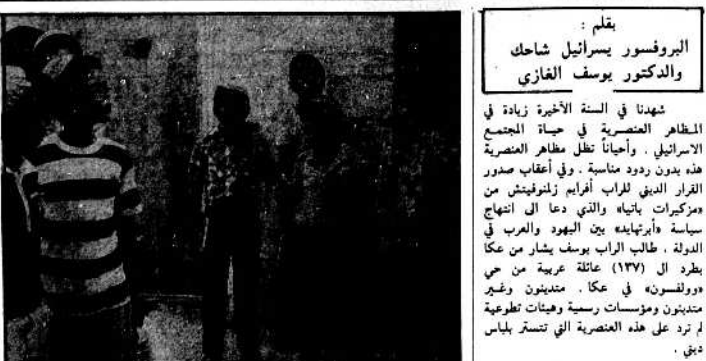 بقلم :
البروفسور يسرائيل شاحك
والدكتور يوسف الغازي
شهدنا في السنة الأخيرة زيادة في
المظاهر العنصرية في حياة المجتمع
الاسرائيلي . وأحياناً تظل مظاهر العنصرية
هذه بدون ردود مناسبة . وفي أعقاب صدور
القرار الديني للراب أفرايم زلمنوفيتش من
«مزكيرات باتيا» والذي دعا الى انتهاج
سياسة «أبرتهايد» بين اليهود والعرب في
الدولة . طالب الراب يوسف يشار من عكا
بطرد ال (١٣٧) عائلة عربية من حي
«وولفسون» في عكا . متدينون وغير
متدينون ومؤسسات رسمية وهيئات تطوعية
لم ترد على هذه العنصرية التي تتستر بلباس
ديني .